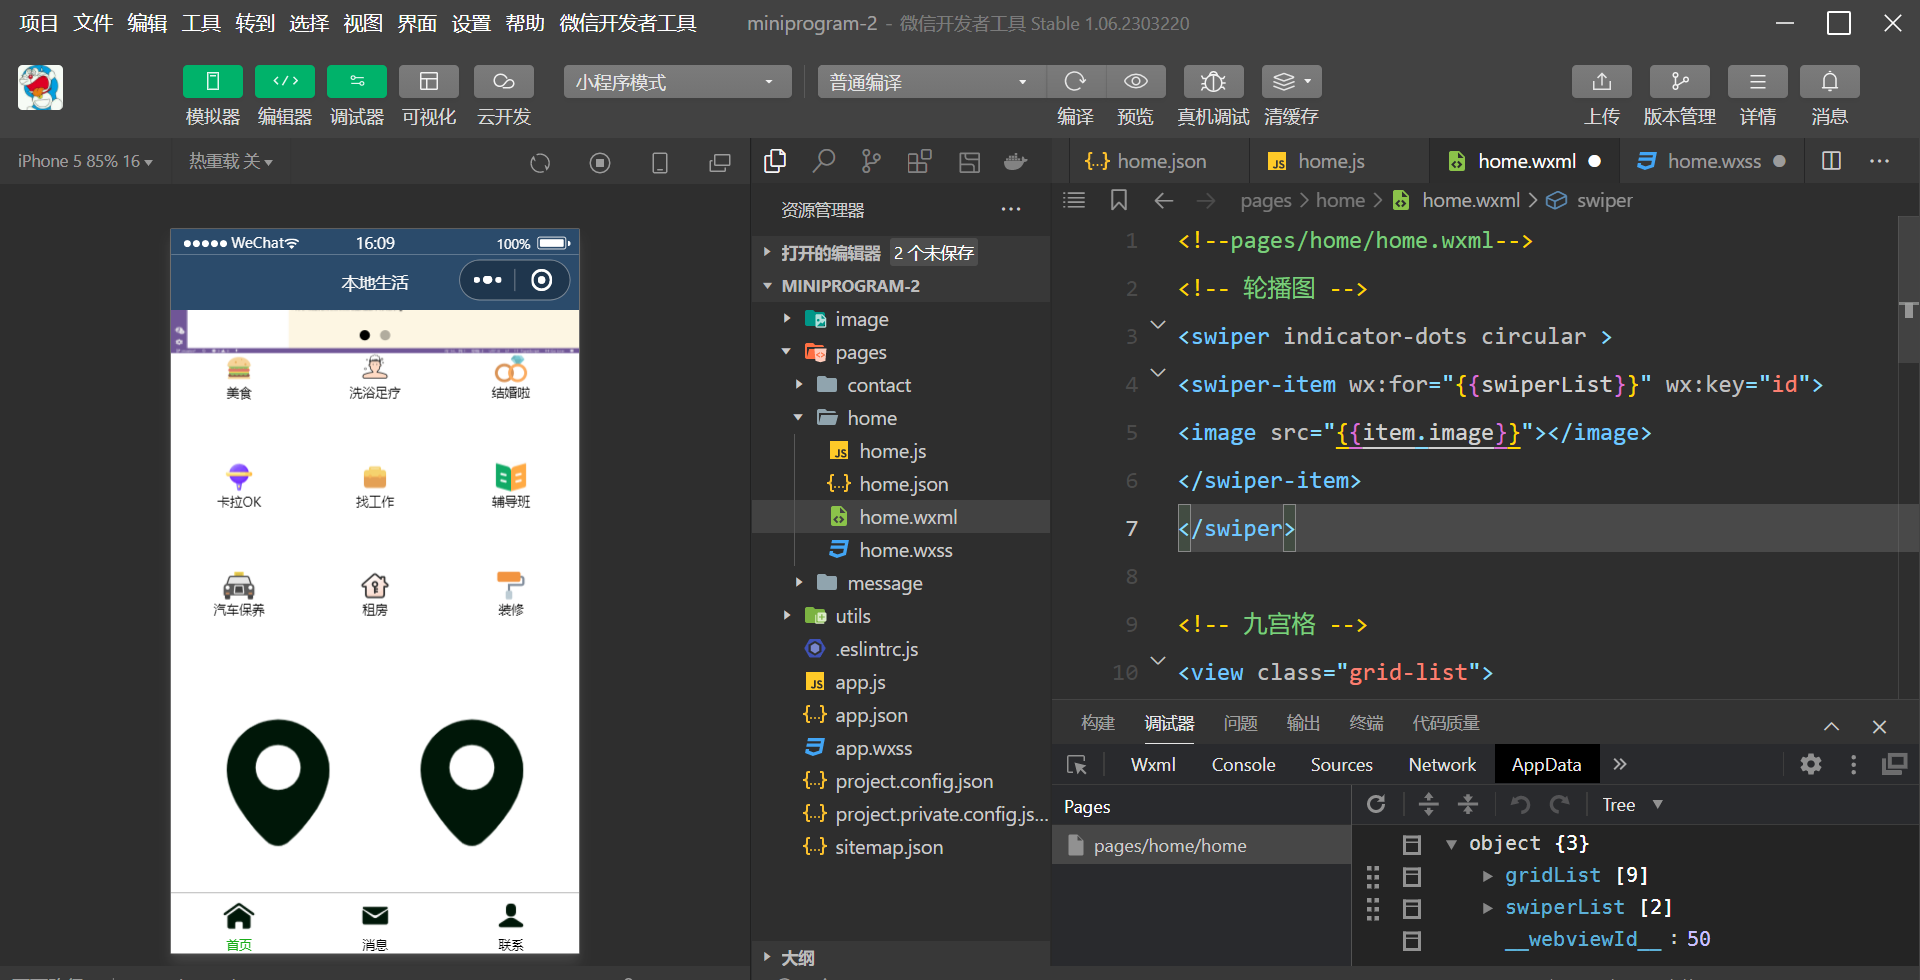 项目 文件 编辑 工具 转到 选择 视图 界面 设置 帮助 微信开发者工具 miniprogram-2 - 微信开发者工具 Stable 1.06.2303220
模拟器 编辑器 调试器 可视化 云开发
小程序模式 普通编译
编译 预览 真机调试 清缓存
上传 版本管理 详情 消息
iPhone 5 85% 16 热重载 关
WeChat 16:09 100%
本地生活
美食 洗浴足疗 结婚啦
卡拉OK 找工作 辅导班
汽车保养 租房 装修
首页 消息 联系
资源管理器
打开的编辑器 2 个未保存
MINIPROGRAM-2
image
pages
contact
home
home.js
home.json
home.wxml
home.wxss
message
utils
.eslintrc.js
app.js
app.json
app.wxss
project.config.json
project.private.config.js...
sitemap.json
大纲
home.json home.js home.wxml home.wxss
pages > home > home.wxml > swiper
1 <!--pages/home/home.wxml-->
2 <!-- 轮播图 -->
3 <swiper indicator-dots circular >
4 <swiper-item wx:for="{{swiperList}}" wx:key="id">
5 <image src="{{item.image}}"></image>
6 </swiper-item>
7 </swiper>
8
9 <!-- 九宫格 -->
10 <view class="grid-list">
构建 调试器 问题 输出 终端 代码质量
Wxml Console Sources Network AppData
Pages
pages/home/home
Tree
object {3}
gridList [9]
swiperList [2]
__webviewId__ : 50